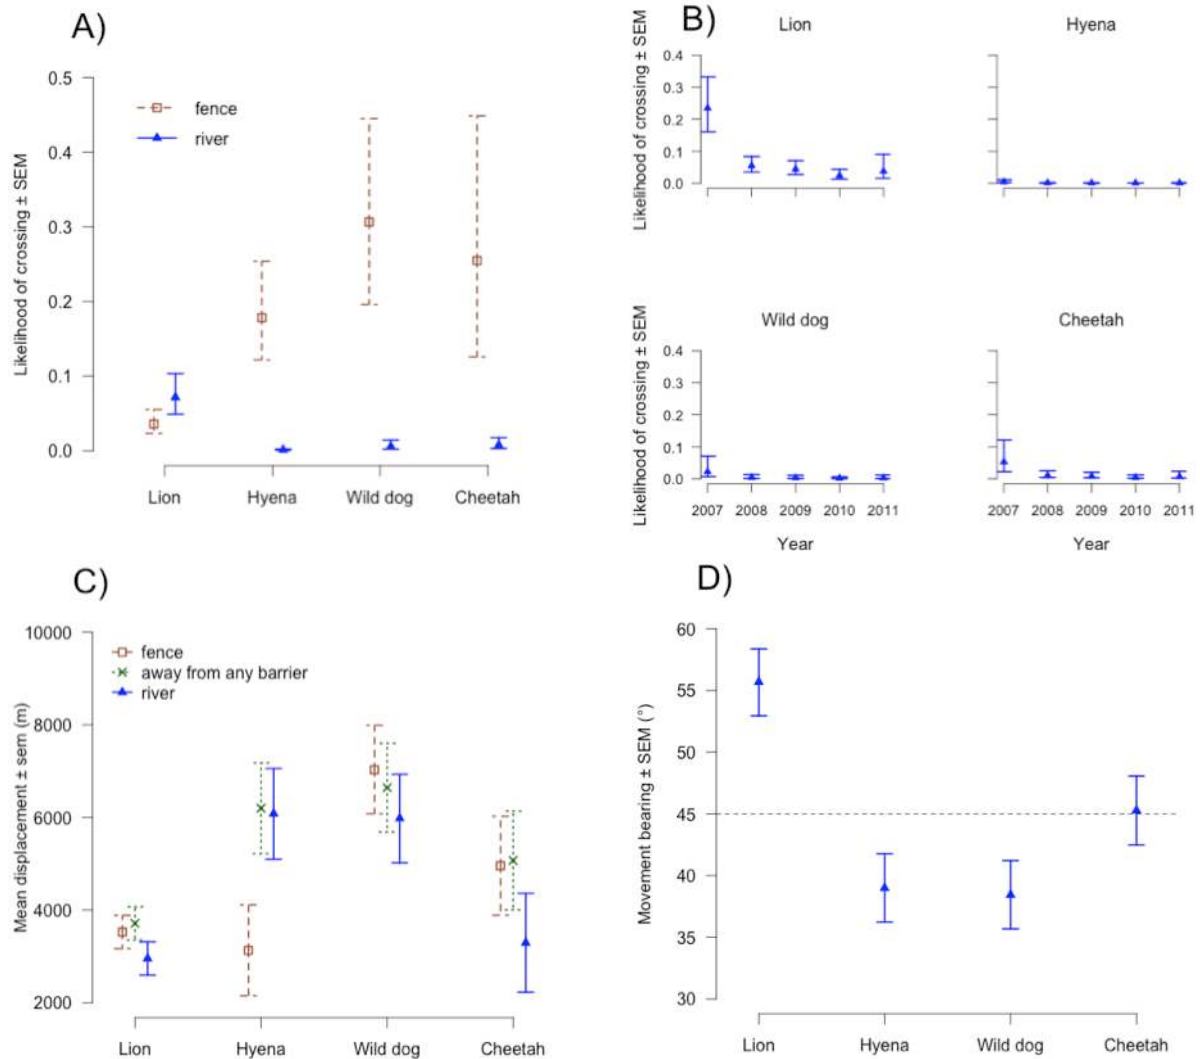 A)
Likelihood of crossing ± SEM
0.5
0.4
0.3
0.2
0.1
0.0
fence
river
Lion Hyena Wild dog Cheetah
B)
Lion
Likelihood of crossing ± SEM
0.4
0.3
0.2
0.1
0.0
Hyena
Wild dog
Likelihood of crossing ± SEM
0.4
0.3
0.2
0.1
0.0
2007 2008 2009 2010 2011
Year
Cheetah
2007 2008 2009 2010 2011
Year
C)
Mean displacement ± sem (m)
10000
8000
6000
4000
2000
fence
away from any barrier
river
Lion Hyena Wild dog Cheetah
D)
Movement bearing ± SEM (°)
60
55
50
45
40
35
30
Lion Hyena Wild dog Cheetah